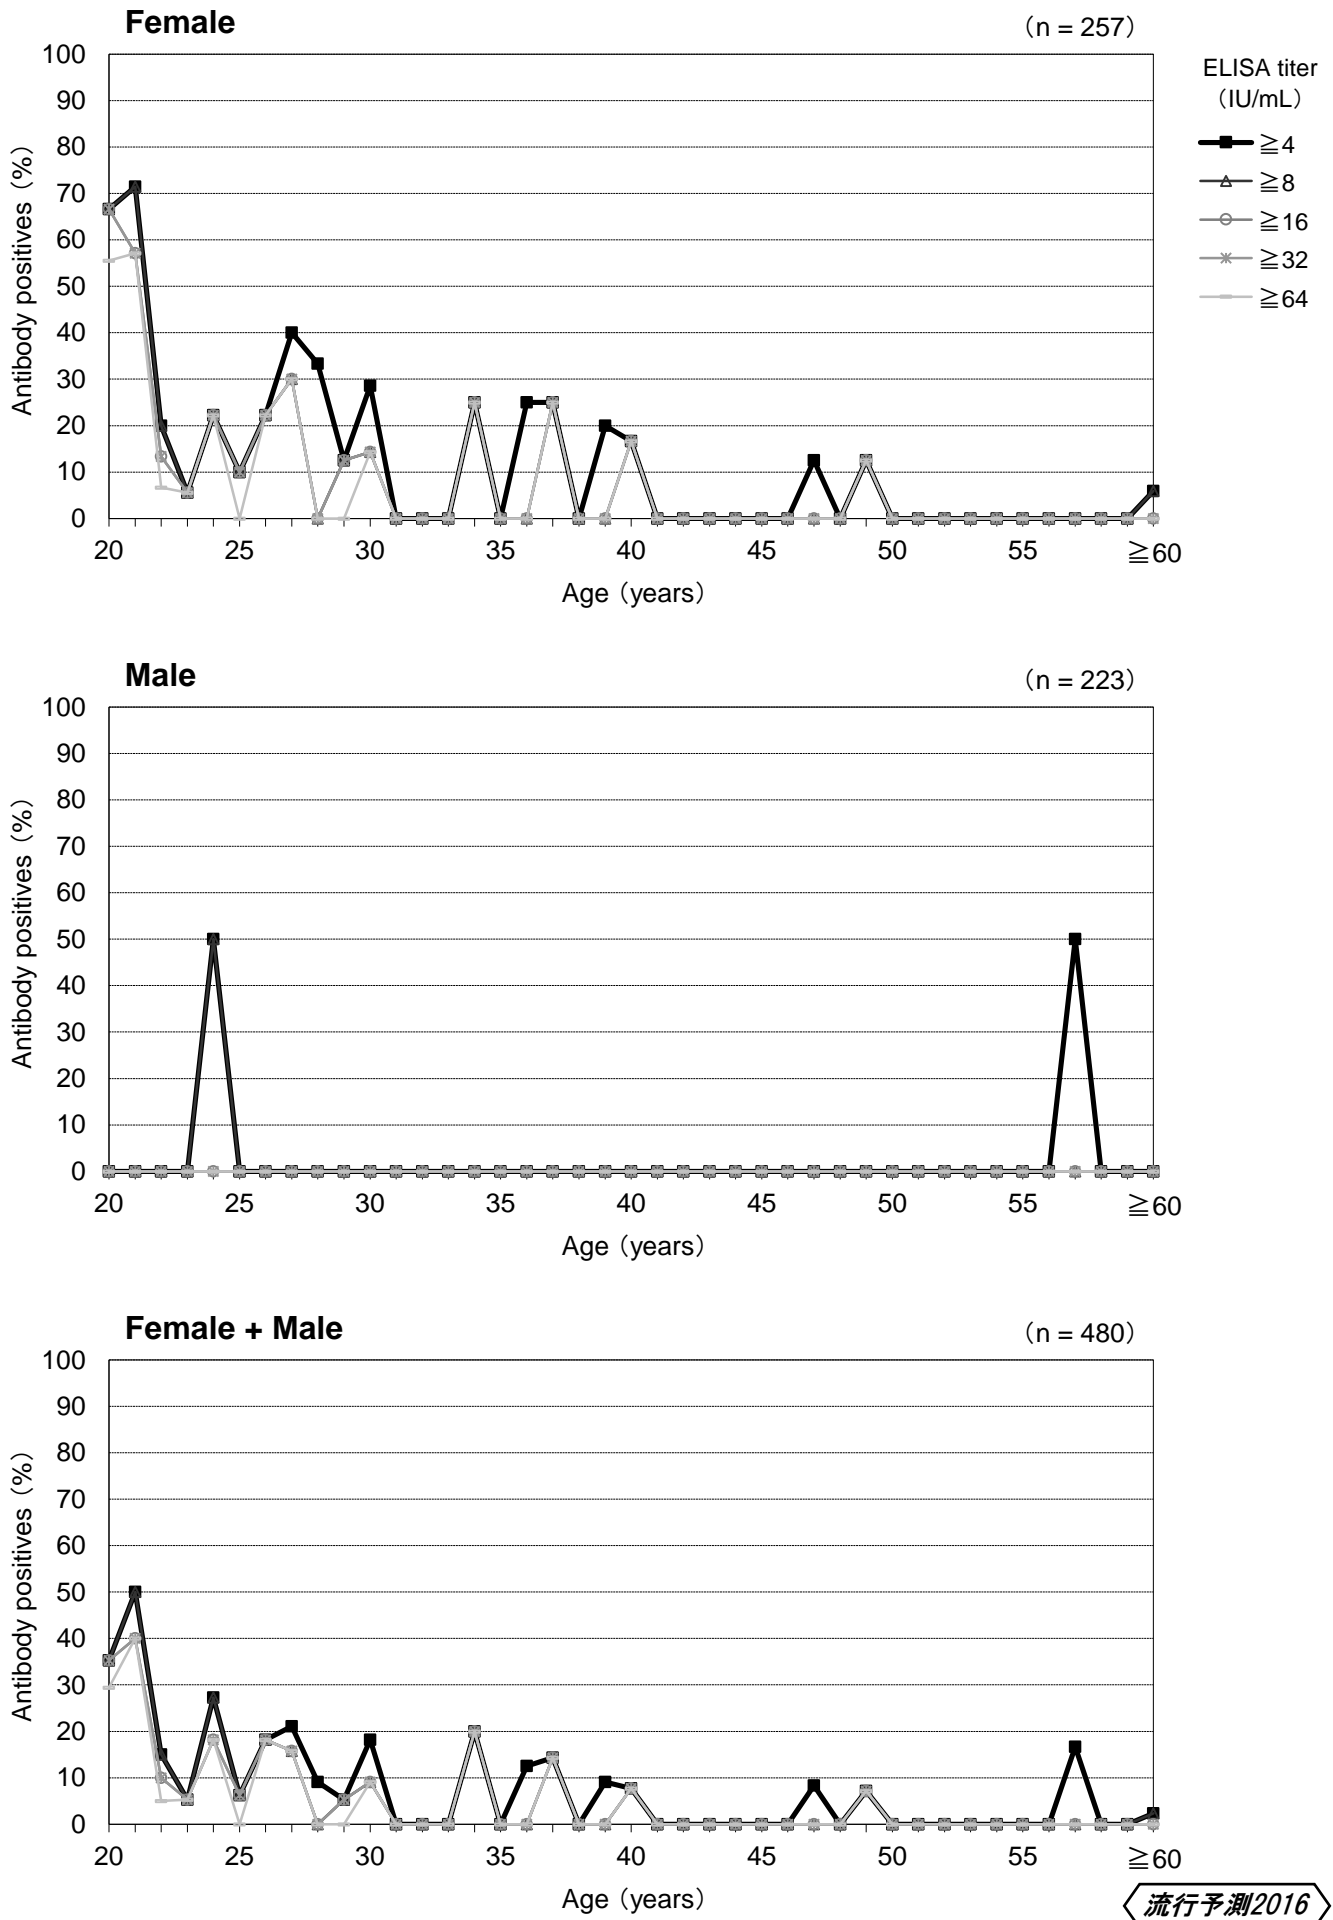 Female
（n = 257）
ELISA titer
（IU/mL）
≧4
≧8
≧16
≧32
≧64
Antibody positives（%）
100
90
80
70
60
50
40
30
20
10
0
20 25 30 35 40 45 50 55 ≧60
Age（years）
Male
（n = 223）
Antibody positives（%）
100
90
80
70
60
50
40
30
20
10
0
20 25 30 35 40 45 50 55 ≧60
Age（years）
Female + Male
（n = 480）
Antibody positives（%）
100
90
80
70
60
50
40
30
20
10
0
20 25 30 35 40 45 50 55 ≧60
Age（years）
流行予測2016